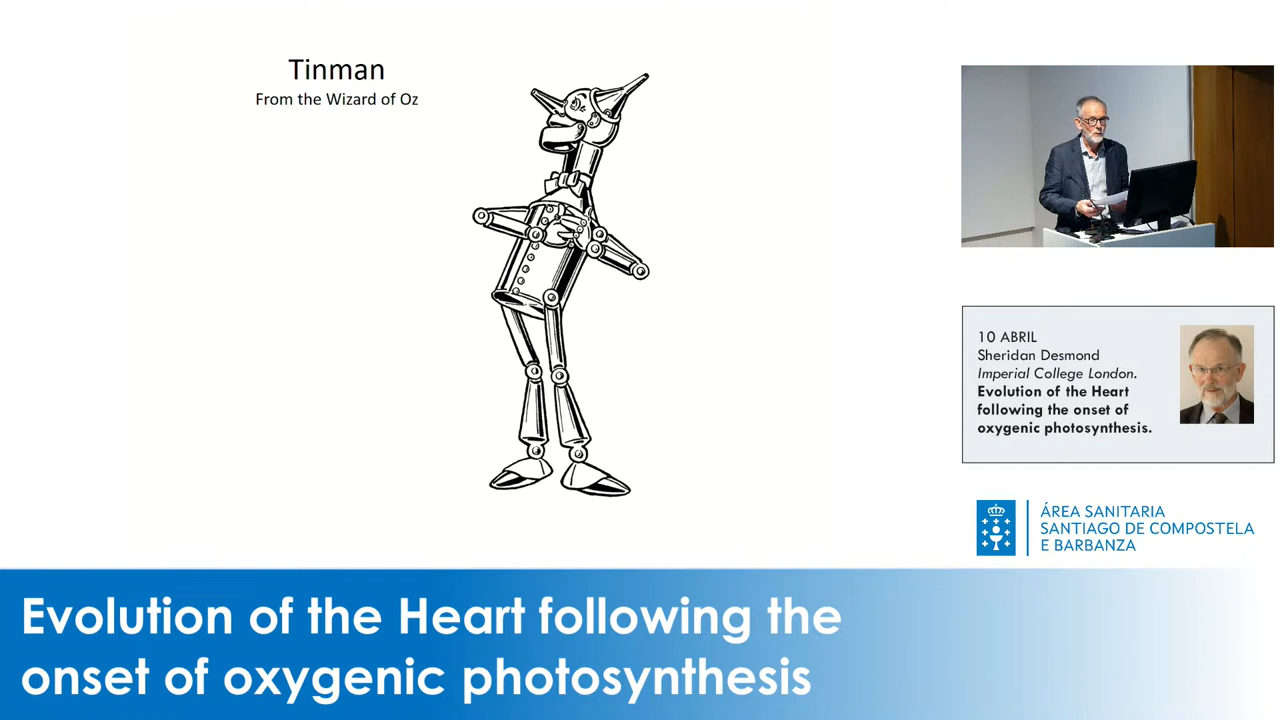 Tinman
From the Wizard of Oz
10 ABRIL
Sheridan Desmond
Imperial College London.
Evolution of the Heart
following the onset of
oxygenic photosynthesis.
ÁREA SANITARIA
SANTIAGO DE COMPOSTELA
E BARBANZA
Evolution of the Heart following the
onset of oxygenic photosynthesis